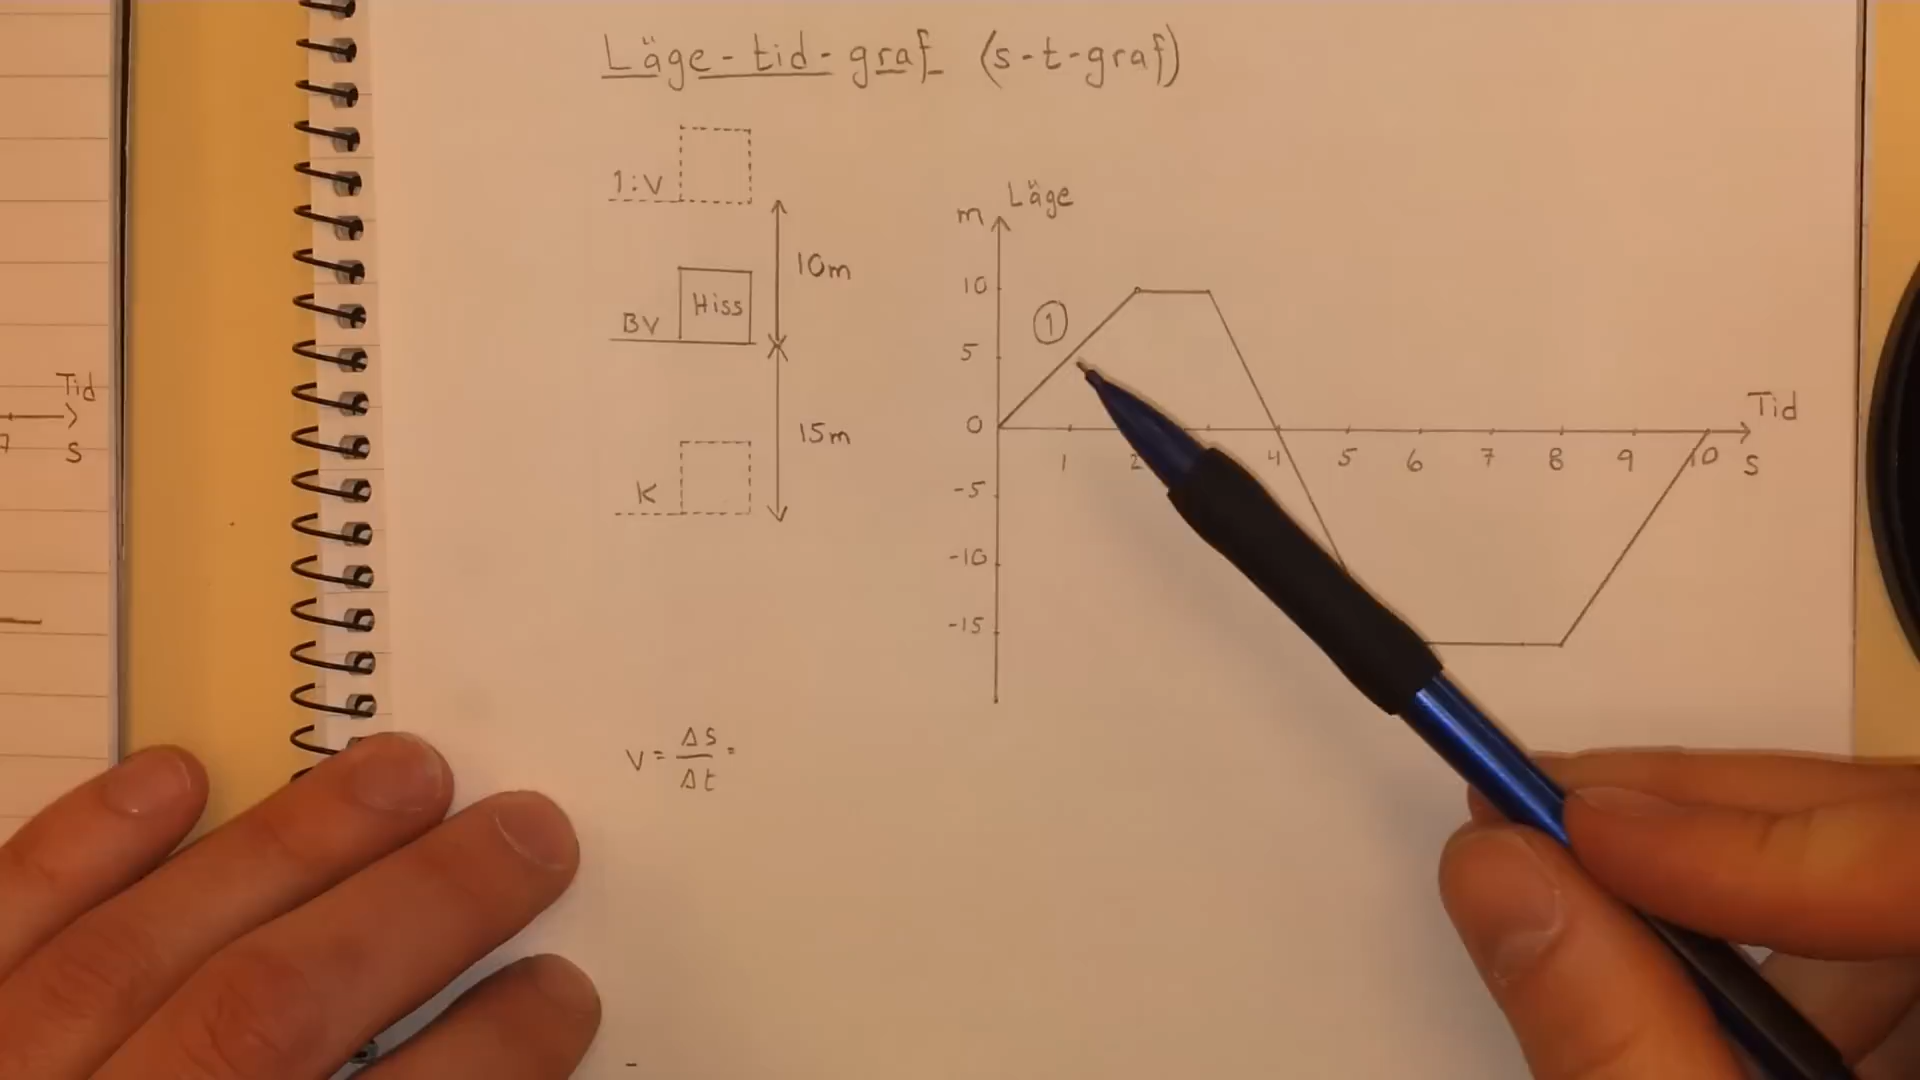 Läge-tid-graf (s-t-graf)
1:V
10m
BV
Hiss
15m
K
m Läge
10
5
0
-5
-10
-15
1
1 2 4 5 6 7 8 9 10 s
Tid
v = Δs =
Δt
Tid
7 s